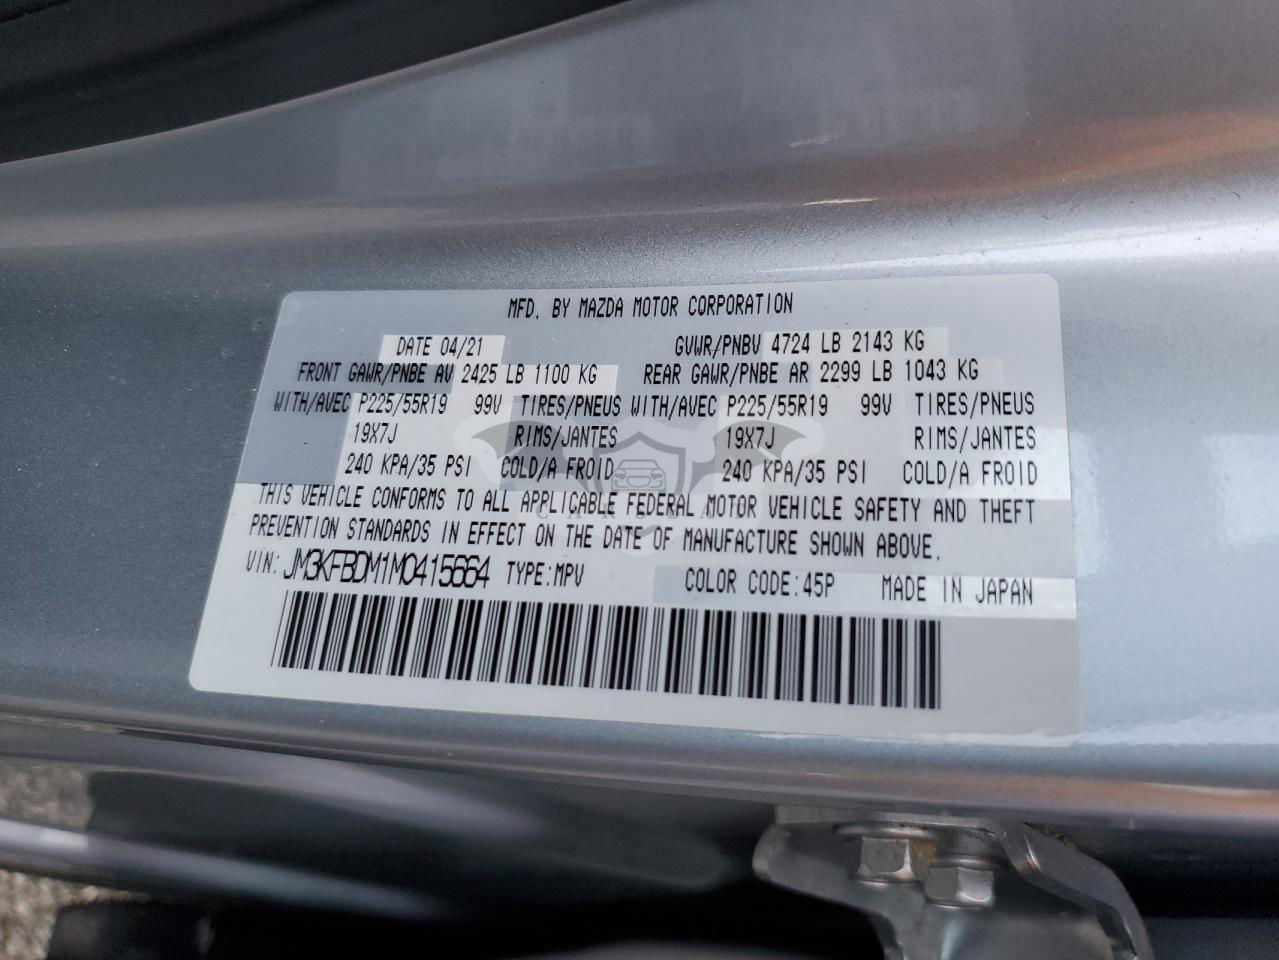 MFD. BY MAZDA MOTOR CORPORATION
DATE 04/21 GVWR/PNBV 4724 LB 2143 KG
FRONT GAWR/PNBE AV 2425 LB 1100 KG REAR GAWR/PNBE AR 2299 LB 1043 KG
WITH/AVEC P225/55R19 99V TIRES/PNEUS WITH/AVEC P225/55R19 99V TIRES/PNEUS
19X7J RIMS/JANTES 19X7J RIMS/JANTES
240 KPA/35 PSI COLD/A FROID 240 KPA/35 PSI COLD/A FROID
THIS VEHICLE CONFORMS TO ALL APPLICABLE FEDERAL MOTOR VEHICLE SAFETY AND THEFT
PREVENTION STANDARDS IN EFFECT ON THE DATE OF MANUFACTURE SHOWN ABOVE.
VIN: JM3KFBDM1M0415664 TYPE:MPV COLOR CODE:45P MADE IN JAPAN